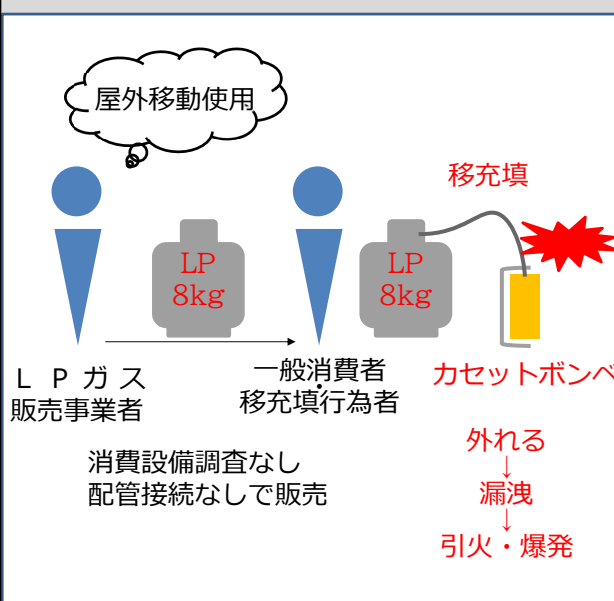 屋外移動使用
移充填
LP
8kg
LP
8kg
LPガス
販売事業者
一般消費者
・
移充填行為者
カセットボンベ
消費設備調査なし
配管接続なしで販売
外れる
↓
漏洩
↓
引火・爆発